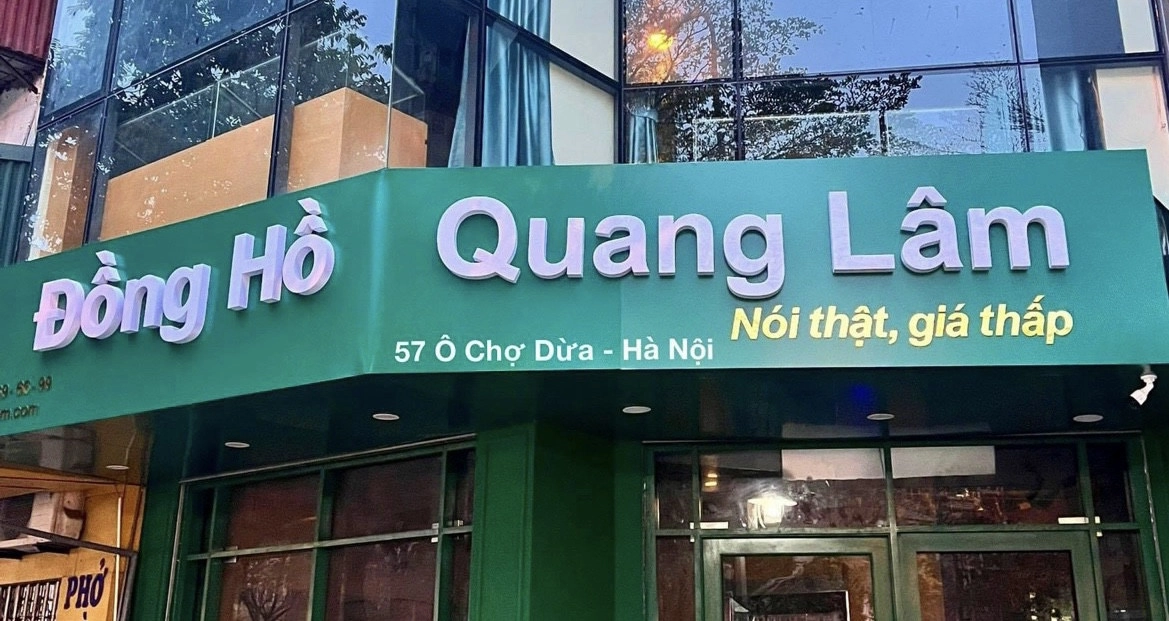 Đồng Hồ
Quang Lâm
Nói thật, giá thấp
57 Ô Chợ Dừa - Hà Nội
PHỞ